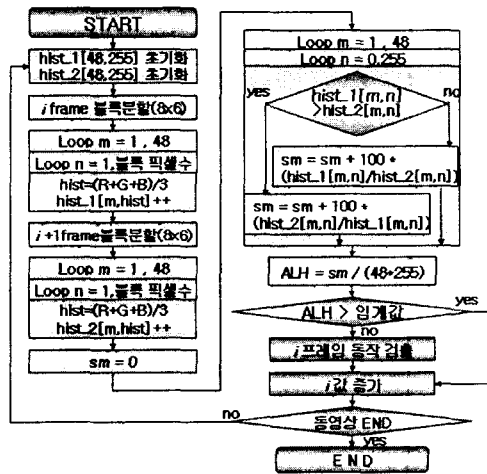 START
hist_1[48,255] 초기화
hist_2[48,255] 초기화
i frame 블록분할(8x6)
Loop m = 1 , 48
Loop n = 1,블록 픽셀수
hist=(R+G+B)/3
hist_1[m,hist] ++
i +1frame블록분할(8x6)
Loop m = 1 , 48
Loop n = 1,블록 픽셀수
hist=(R+G+B)/3
hist_2[m,hist] ++
sm = 0
Loop m = 1 , 48
Loop n = 0,255
yes
no
hist_1[m,n]
>hist_2[m,n]
sm = sm + 100 *
(hist_1[m,n]/hist_2[m,n])
sm = sm + 100 *
(hist_2[m,n]/hist_1[m,n])
ALH = sm / (48*255)
ALH > 임계값
yes
no
i 프레임 동작 검출
i 값 증가
no
동영상 END
yes
E N D